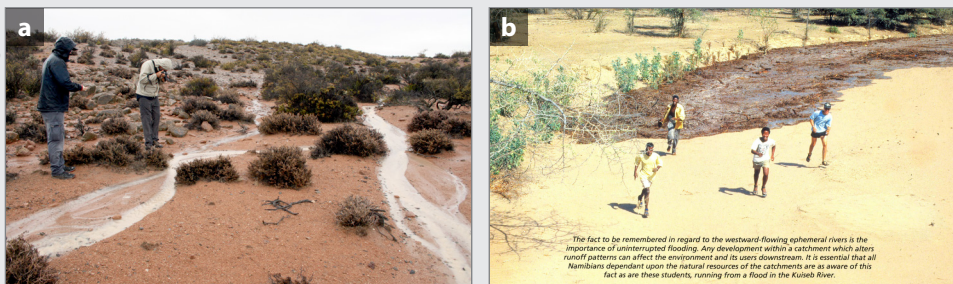 a
b
The fact to be remembered in regard to the westward-flowing ephemeral rivers is the
importance of uninterrupted flooding. Any development within a catchment which alters
runoff patterns can affect the environment and its users downstream. It is essential that all
Namibians dependant upon the natural resources of the catchments are as aware of this
fact as are these students, running from a flood in the Kuiseb River.